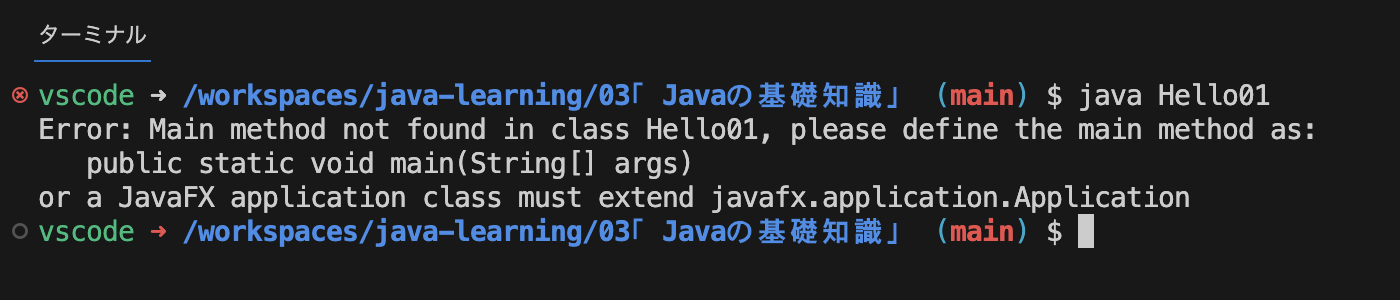 ターミナル
vscode ➜ /workspaces/java-learning/03「 Javaの基礎知識」 (main) $ java Hello01
Error: Main method not found in class Hello01, please define the main method as:
   public static void main(String[] args)
or a JavaFX application class must extend javafx.application.Application
vscode ➜ /workspaces/java-learning/03「 Javaの基礎知識」 (main) $